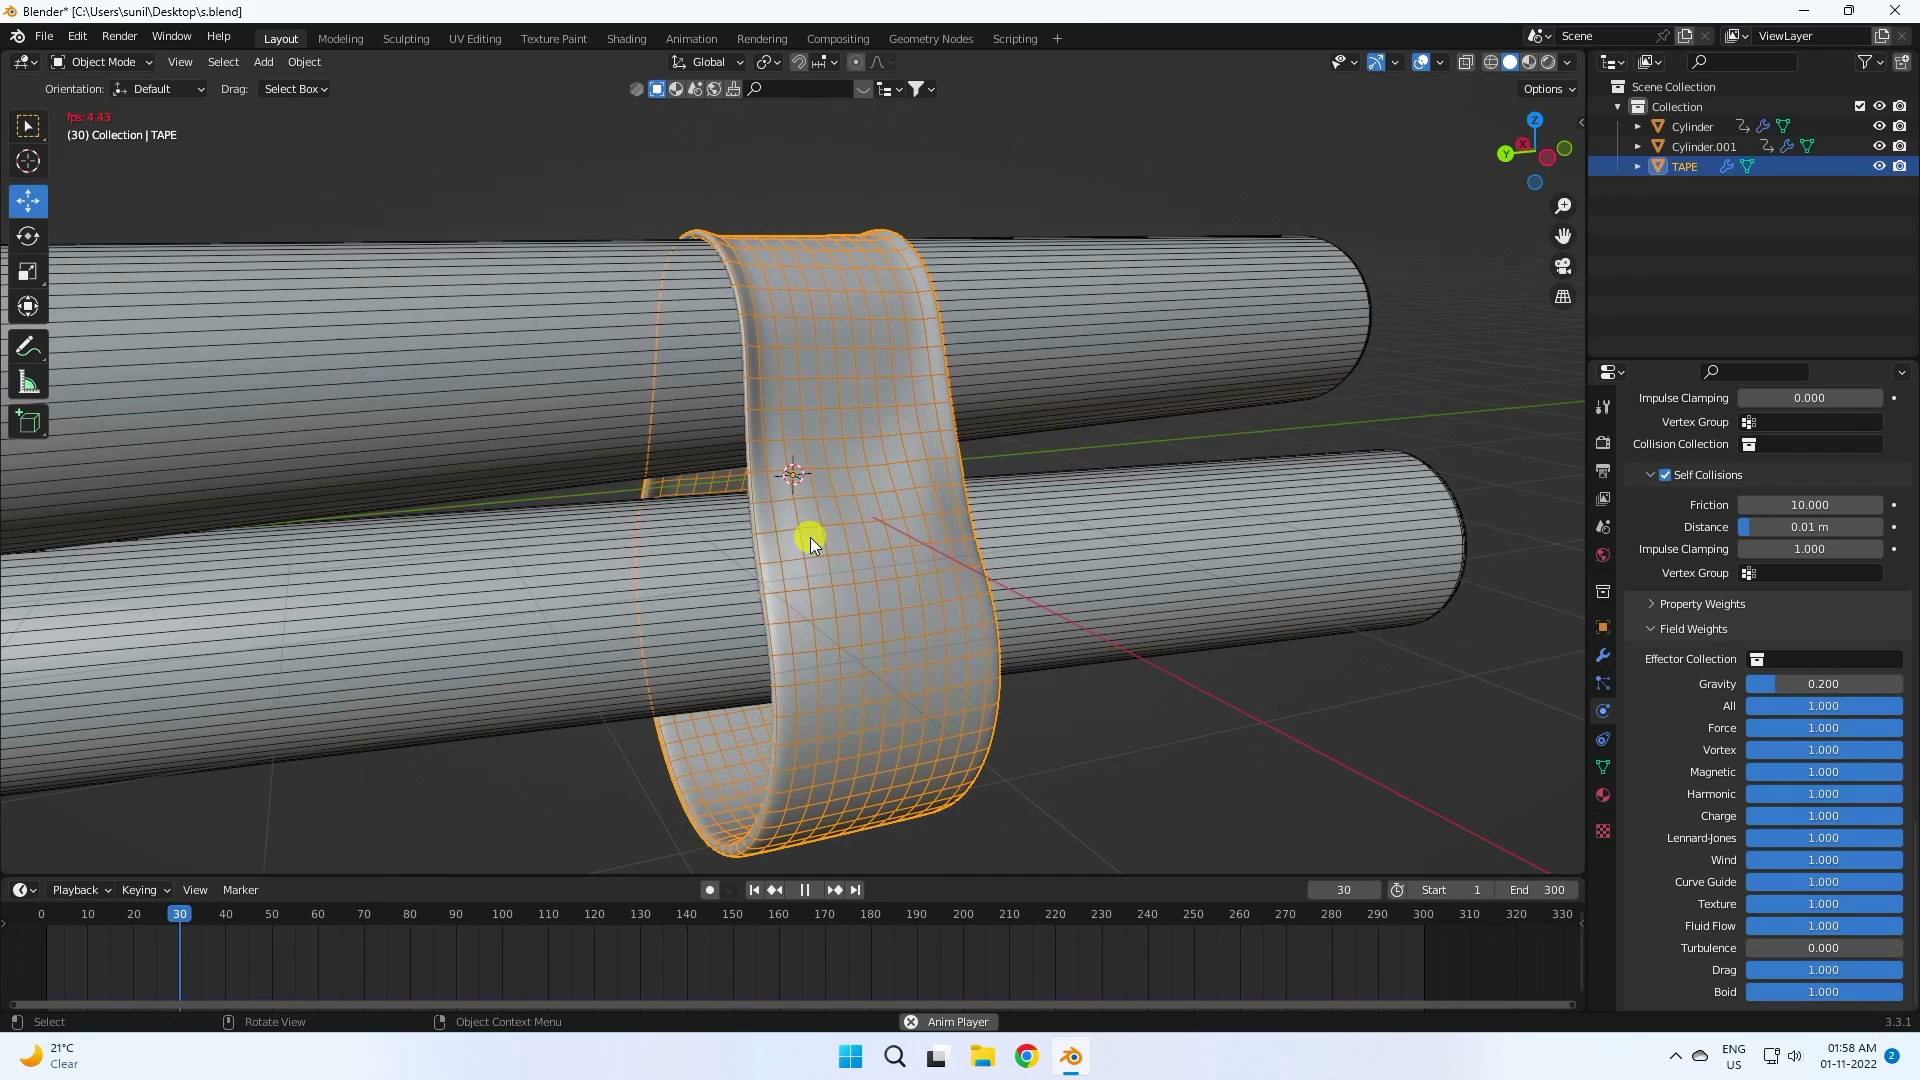 Blender* [C:\Users\sunil\Desktop\s.blend]
File Edit Render Window Help
Layout Modeling Sculpting UV Editing Texture Paint Shading Animation Rendering Compositing Geometry Nodes Scripting +
Scene ViewLayer
Object Mode View Select Add Object
Global
Orientation: Default Drag: Select Box
Options
fps: 4.43
(30) Collection | TAPE
Z
Y
X
Scene Collection
Collection
Cylinder
Cylinder.001
TAPE
Impulse Clamping 0.000
Vertex Group
Collision Collection
Self Collisions
Friction 10.000
Distance 0.01 m
Impulse Clamping 1.000
Vertex Group
Property Weights
Field Weights
Effector Collection
Gravity 0.200
All 1.000
Force 1.000
Vortex 1.000
Magnetic 1.000
Harmonic 1.000
Charge 1.000
Lennard-Jones 1.000
Wind 1.000
Curve Guide 1.000
Texture 1.000
Fluid Flow 1.000
Turbulence 0.000
Drag 1.000
Boid 1.000
Playback Keying View Marker
30 Start 1 End 300
0 10 20 30 40 50 60 70 80 90 100 110 120 130 140 150 160 170 180 190 200 210 220 230 240 250 260 270 280 290 300 310 320 330
Select Rotate View Object Context Menu Anim Player 3.3.1
21°C
Clear
ENG
US
01:58 AM
01-11-2022
2